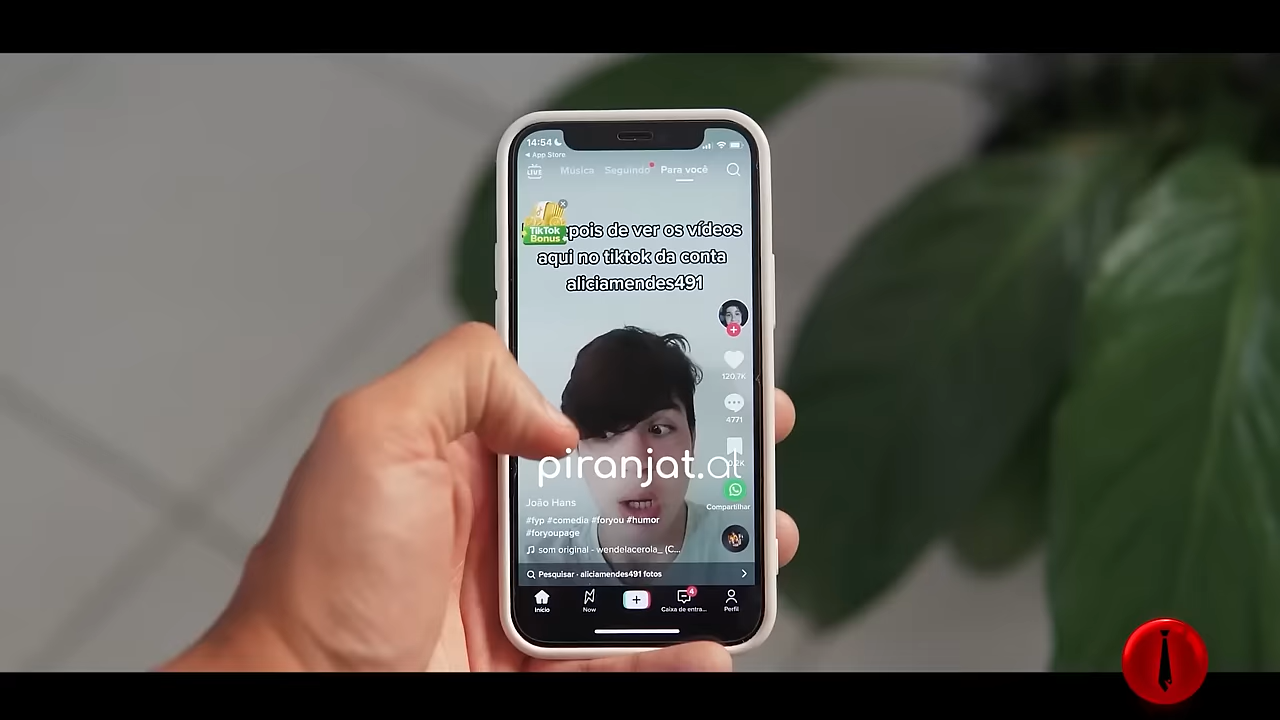 14:54
App Store
LIVE
Música
Seguindo
Para você
TikTok
Bonus
pois de ver os vídeos
aqui no tiktok da conta
aliciamendes491
120,7K
4771
piranjat.al
João Hans
Compartilhar
#fyp #comedia #foryou #humor
#foryoupage
som original - wendelacerola_ (C...
Pesquisar · aliciamendes491 fotos
4
Início
Now
Caixa de entra...
Perfil